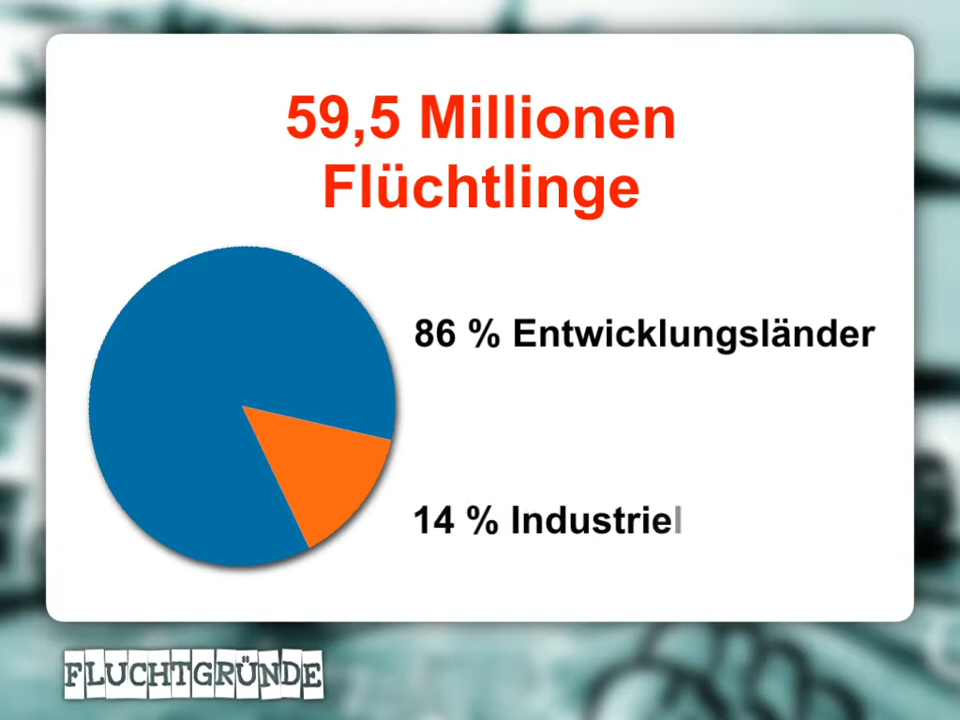 59,5 Millionen
Flüchtlinge
86 % Entwicklungsländer
14 % Industriel
FLUCHTGRÜNDE